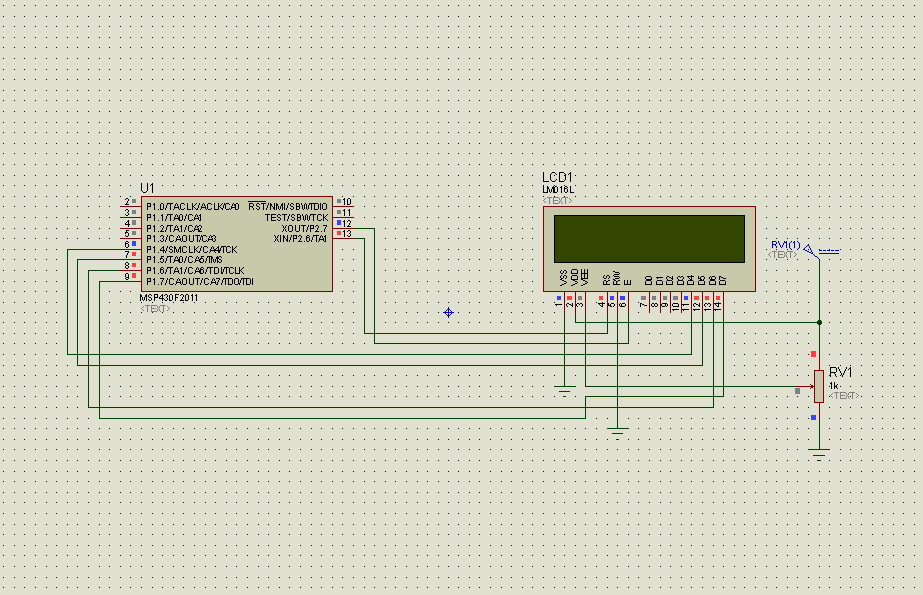 U1
2 P1.0/TACLK/ACLK/CA0 RST/NMI/SBWTDIO 10
3 P1.1/TA0/CA1 TEST/SBWTCK 11
4 P1.2/TA1/CA2 XOUT/P2.7 12
5 P1.3/CAOUT/CA3 XIN/P2.6/TA1 13
6 P1.4/SMCLK/CA4/TCK
7 P1.5/TA0/CA5/TMS
8 P1.6/TA1/CA6/TDI/TCLK
9 P1.7/CAOUT/CA7/TDO/TDI
MSP430F2011
<TEXT>
LCD1
LM016L
<TEXT>
VSS VDD VEE RS RW E D0 D1 D2 D3 D4 D5 D6 D7
1 2 3 4 5 6 7 8 9 10 11 12 13 14
RV1(1)
<TEXT>
RV1
1k
<TEXT>